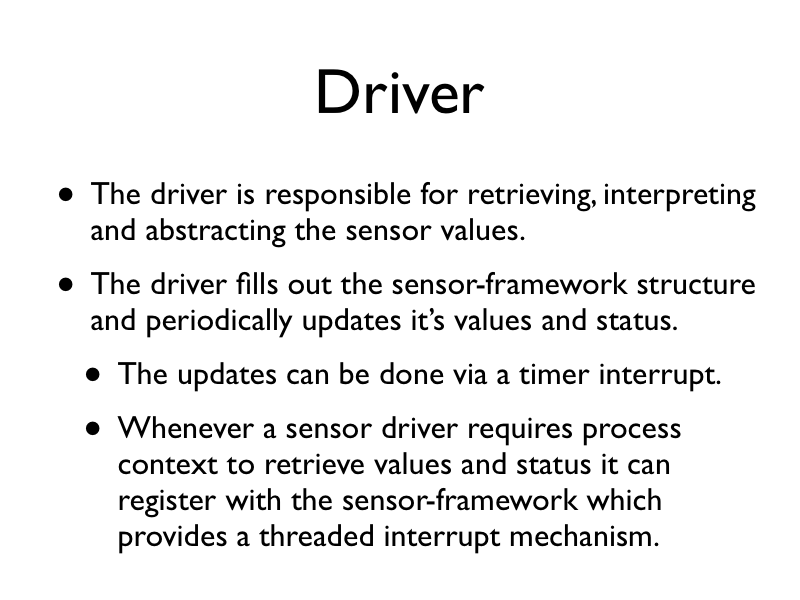 Driver
• The driver is responsible for retrieving, interpreting
and abstracting the sensor values.
• The driver fills out the sensor-framework structure
and periodically updates it’s values and status.
• The updates can be done via a timer interrupt.
• Whenever a sensor driver requires process
context to retrieve values and status it can
register with the sensor-framework which
provides a threaded interrupt mechanism.